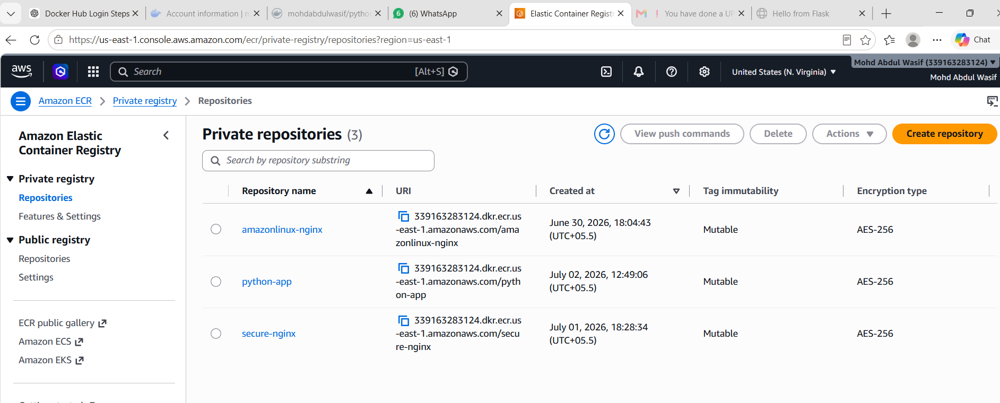 Docker Hub Login Steps
Account information | m
mohdabdulwasif/pytho
6 (6) WhatsApp
Elastic Container Registr
You have done a UP
Hello from Flask
https://us-east-1.console.aws.amazon.com/ecr/private-registry/repositories?region=us-east-1
Chat
aws
Search [Alt+S]
United States (N. Virginia) ▼
Mohd Abdul Wasif (339163283124) ▼
Mohd Abdul Wasif
Amazon ECR > Private registry > Repositories
Amazon Elastic
Container Registry
Private registry
Repositories
Features & Settings
Public registry
Repositories
Settings
ECR public gallery
Amazon ECS
Amazon EKS
Private repositories (3)
View push commands
Delete
Actions ▼
Create repository
Search by repository substring
Repository name URI Created at Tag immutability Encryption type
amazonlinux-nginx
339163283124.dkr.ecr.us
-east-1.amazonaws.com/ama
zonlinux-nginx
June 30, 2026, 18:04:43
(UTC+05.5)
Mutable
AES-256
python-app
339163283124.dkr.ecr.us
-east-1.amazonaws.com/pyth
on-app
July 02, 2026, 12:49:06
(UTC+05.5)
Mutable
AES-256
secure-nginx
339163283124.dkr.ecr.us
-east-1.amazonaws.com/secu
re-nginx
July 01, 2026, 18:28:34
(UTC+05.5)
Mutable
AES-256